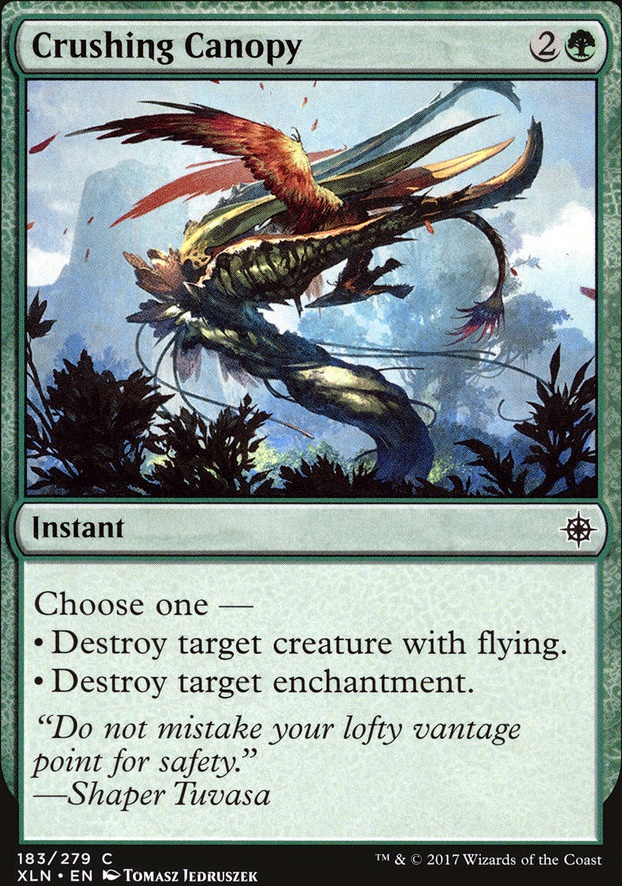 Crushing Canopy 2
Instant
Choose one —
• Destroy target creature with flying.
• Destroy target enchantment.
“Do not mistake your lofty vantage
point for safety.”
—Shaper Tuvasa
183/279 C
XLN • EN Tomasz Jedruszek
™ & © 2017 Wizards of the Coast